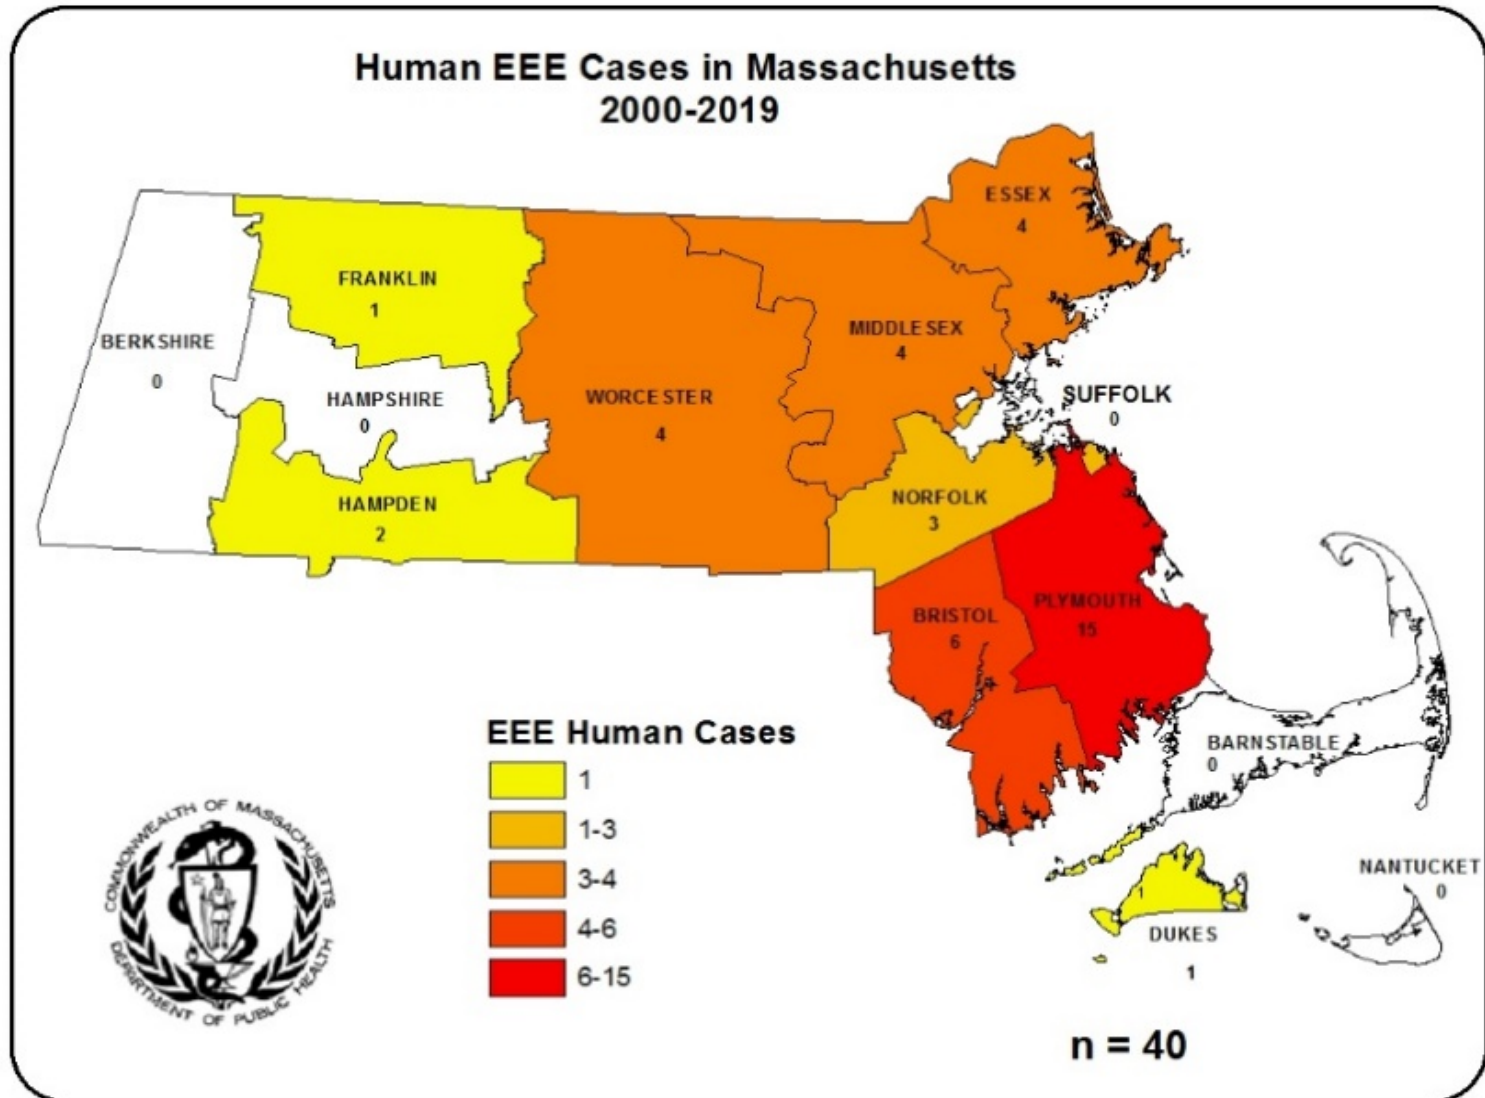 Human EEE Cases in Massachusetts
2000-2019
ESSEX
4
FRANKLIN
1
MIDDLESEX
4
BERKSHIRE
0
HAMPSHIRE
0
WORCESTER
4
SUFFOLK
0
HAMPDEN
2
NORFOLK
3
BRISTOL
6
PLYMOUTH
15
BARNSTABLE
0
NANTUCKET
0
1
DUKES
1
EEE Human Cases
1
1-3
3-4
4-6
6-15
COMMONWEALTH OF MASSACHUSETTS
DEPARTMENT OF PUBLIC HEALTH
n = 40